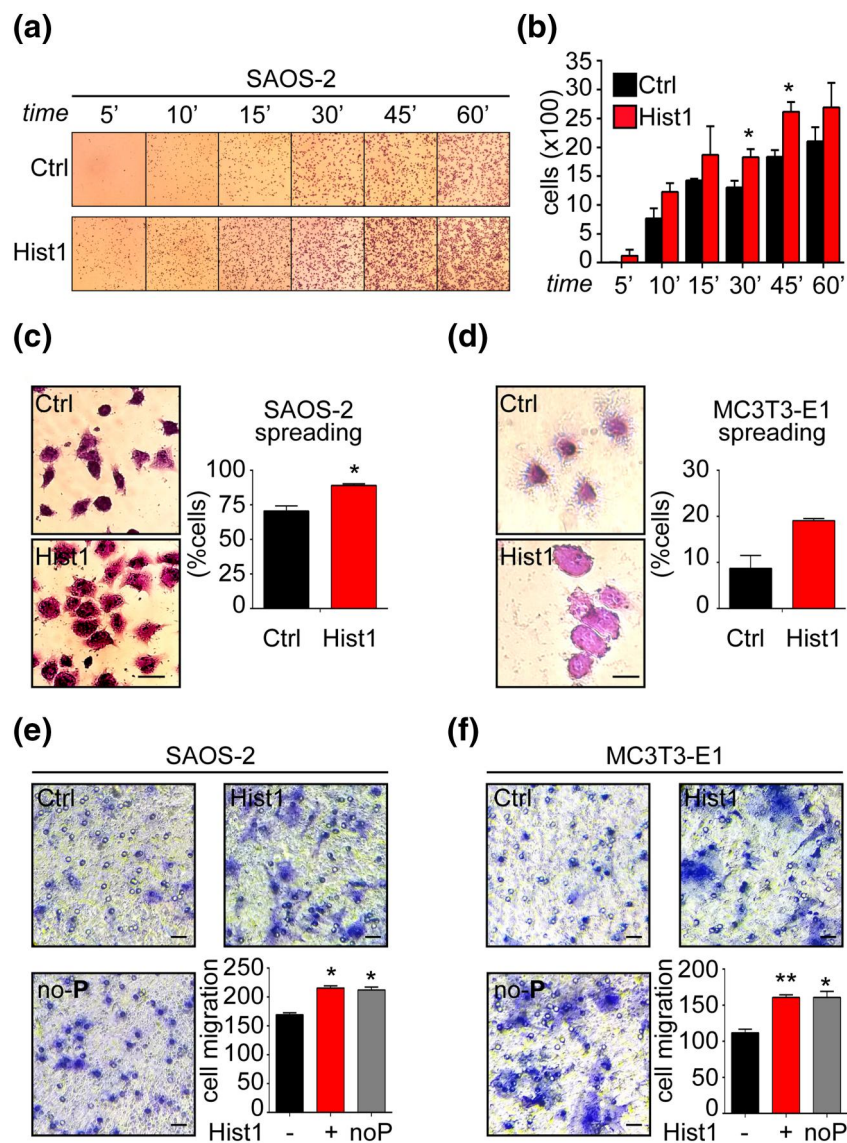 (a)
SAOS-2
time 5’ 10’ 15’ 30’ 45’ 60’
Ctrl
Hist1
(b)
cells (x100)
35
30
25
20
15
10
5
0
Ctrl
Hist1
*
*
time 5’ 10’ 15’ 30’ 45’ 60’
(c)
Ctrl
Hist1
SAOS-2
spreading
(%cells)
100
75
50
75
0
*
Ctrl Hist1
(d)
Ctrl
Hist1
MC3T3-E1
spreading
(%cells)
30
20
10
0
Ctrl Hist1
(e)
SAOS-2
Ctrl
Hist1
no-P
cell migration
250
200
150
100
50
0
* *
Hist1 - + noP
(f)
MC3T3-E1
Ctrl
Hist1
no-P
cell migration
200
150
100
50
0
** *
Hist1 - + noP